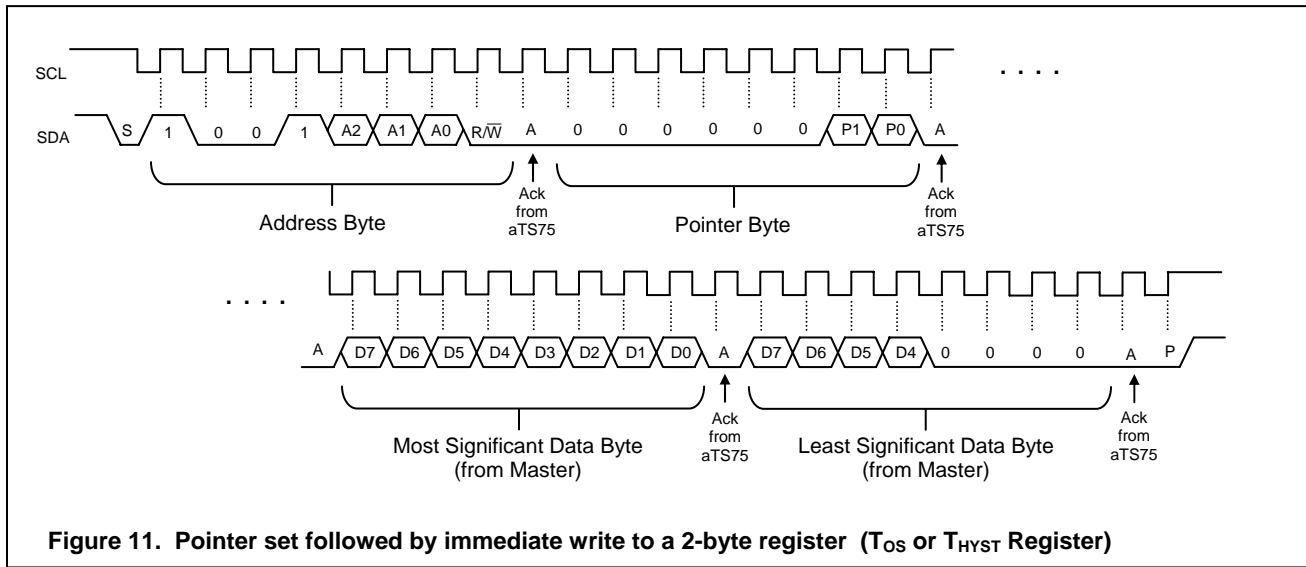 SCL
. . . .
SDA S 1 0 0 1 A2 A1 A0 R/W̅ A 0 0 0 0 0 0 P1 P0 A
Ack
from
aTS75
Ack
from
aTS75
Address Byte
Pointer Byte
. . . .
A D7 D6 D5 D4 D3 D2 D1 D0 A D7 D6 D5 D4 0 0 0 0 A P
Ack
from
aTS75
Ack
from
aTS75
Most Significant Data Byte
(from Master)
Least Significant Data Byte
(from Master)
Figure 11. Pointer set followed by immediate write to a 2-byte register (TOS or THYST Register)